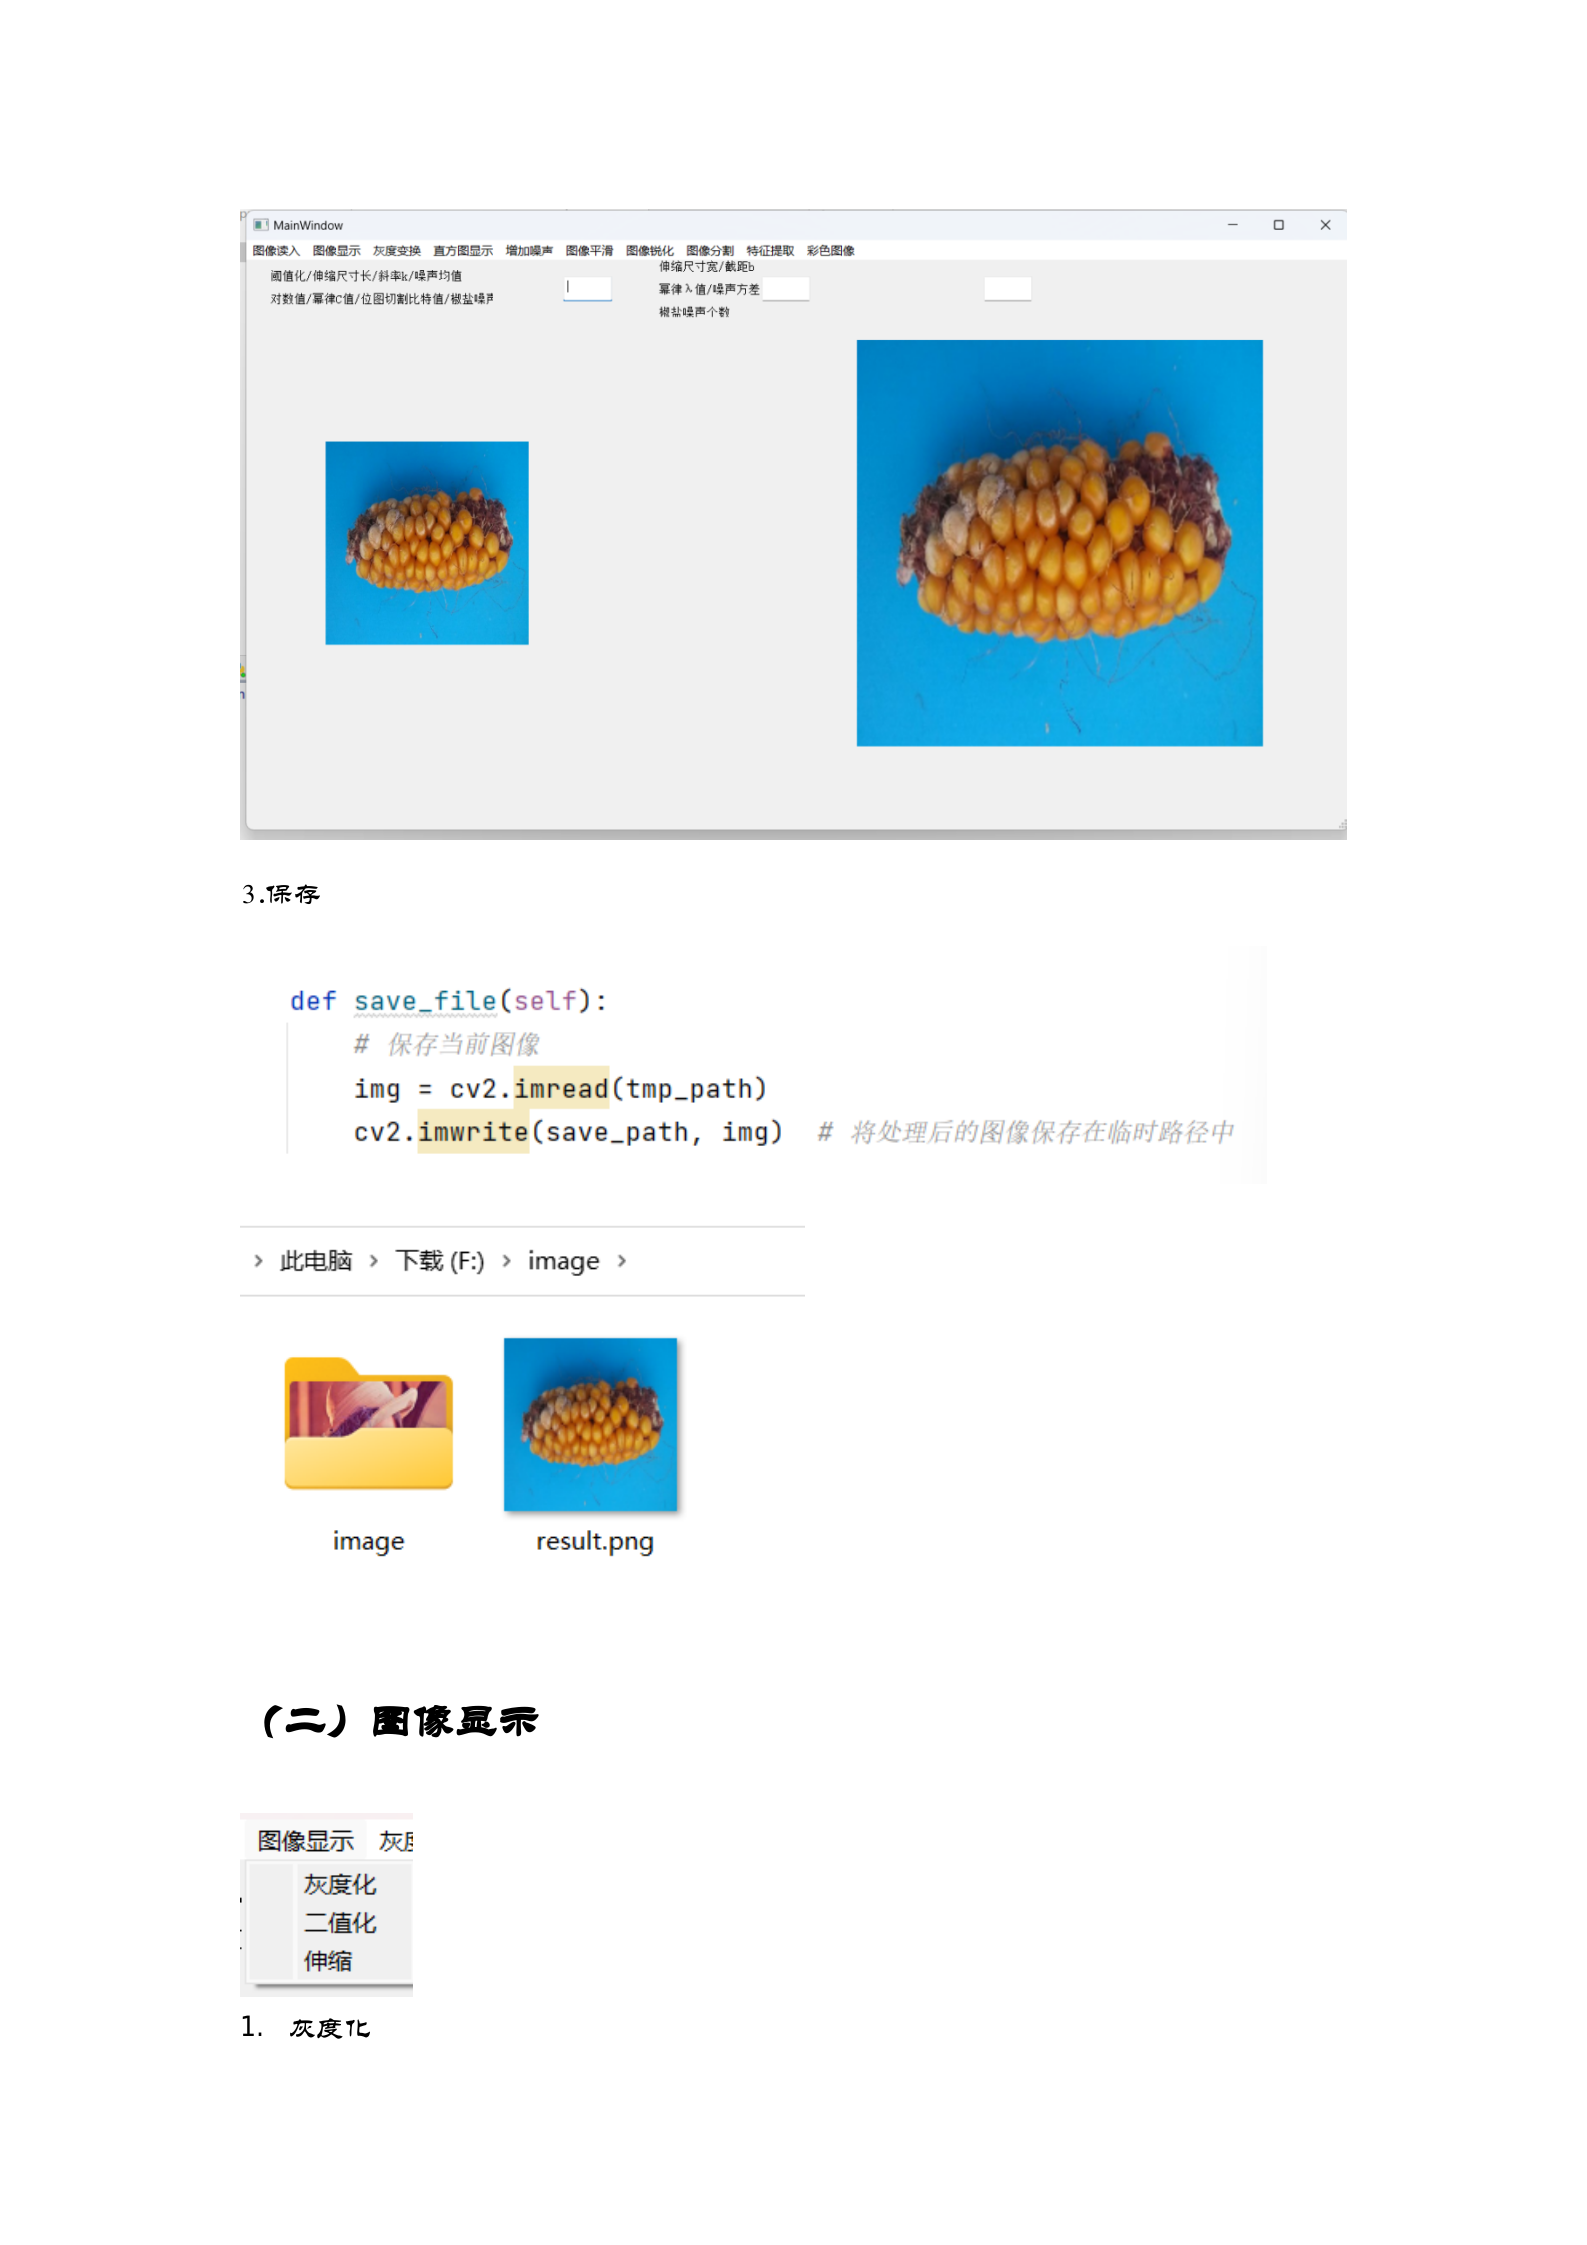 MainWindow
图像读入 图像显示 灰度变换 直方图显示 增加噪声 图像平滑 图像锐化 图像分割 特征提取 彩色图像
阈值化/伸缩尺寸长/斜率k/噪声均值
对数值/幂律C值/位图切割比特值/椒盐噪声
伸缩尺寸宽/截距b
幂律λ值/噪声方差
椒盐噪声个数
3.保存
def save_file(self):
# 保存当前图像
img = cv2.imread(tmp_path)
cv2.imwrite(save_path, img) # 将处理后的图像保存在临时路径中
> 此电脑 > 下载 (F:) > image >
image
result.png
（二）图像显示
图像显示 灰度
灰度化
二值化
伸缩
1. 灰度化